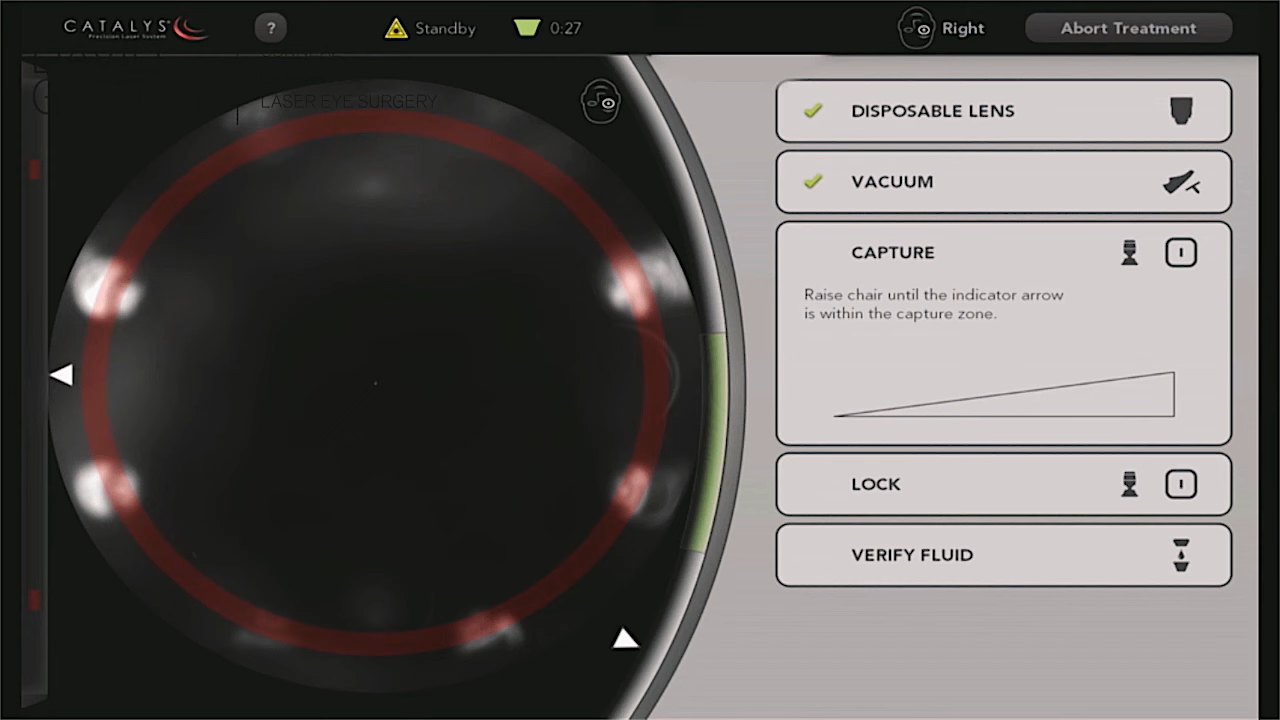 CATALYS
Precision Laser System
?
Standby
0:27
Right
Abort Treatment
LASER EYE SURGERY
DISPOSABLE LENS
VACUUM
CAPTURE
Raise chair until the indicator arrow
is within the capture zone.
LOCK
VERIFY FLUID